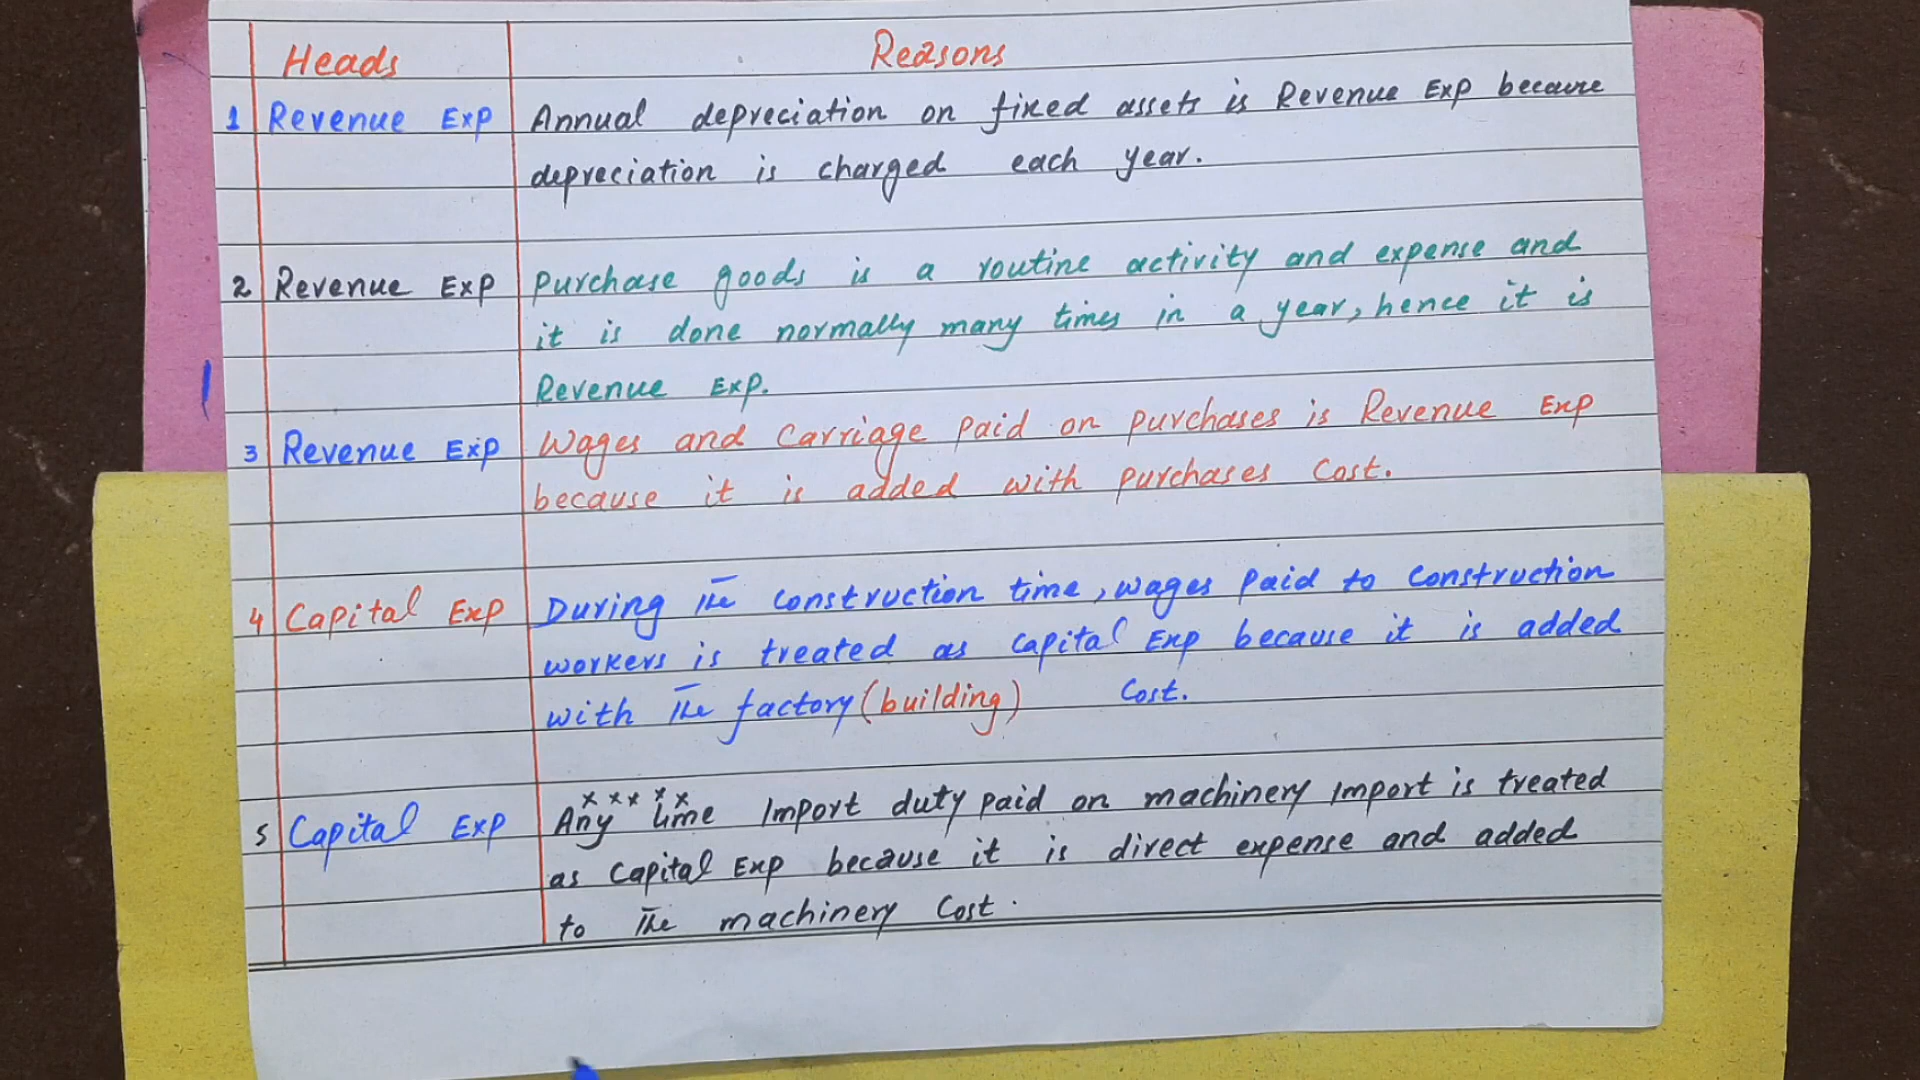 Heads Reasons
1 Revenue Exp Annual depreciation on fixed assets is Revenue Exp because
depreciation is charged each year.
2 Revenue Exp Purchase goods is a routine activity and expense and
it is done normally many times in a year, hence it is
Revenue Exp.
3 Revenue Exp Wages and Carriage Paid on purchases is Revenue Exp
because it is added with purchases Cost.
4 Capital Exp During The construction time, wages Paid to Construction
workers is treated as Capital Exp because it is added
with The factory (building) Cost.
x x x x x
5 Capital Exp Any time Import duty paid on machinery Import is treated
as Capital Exp because it is direct expense and added
to The machinery Cost.